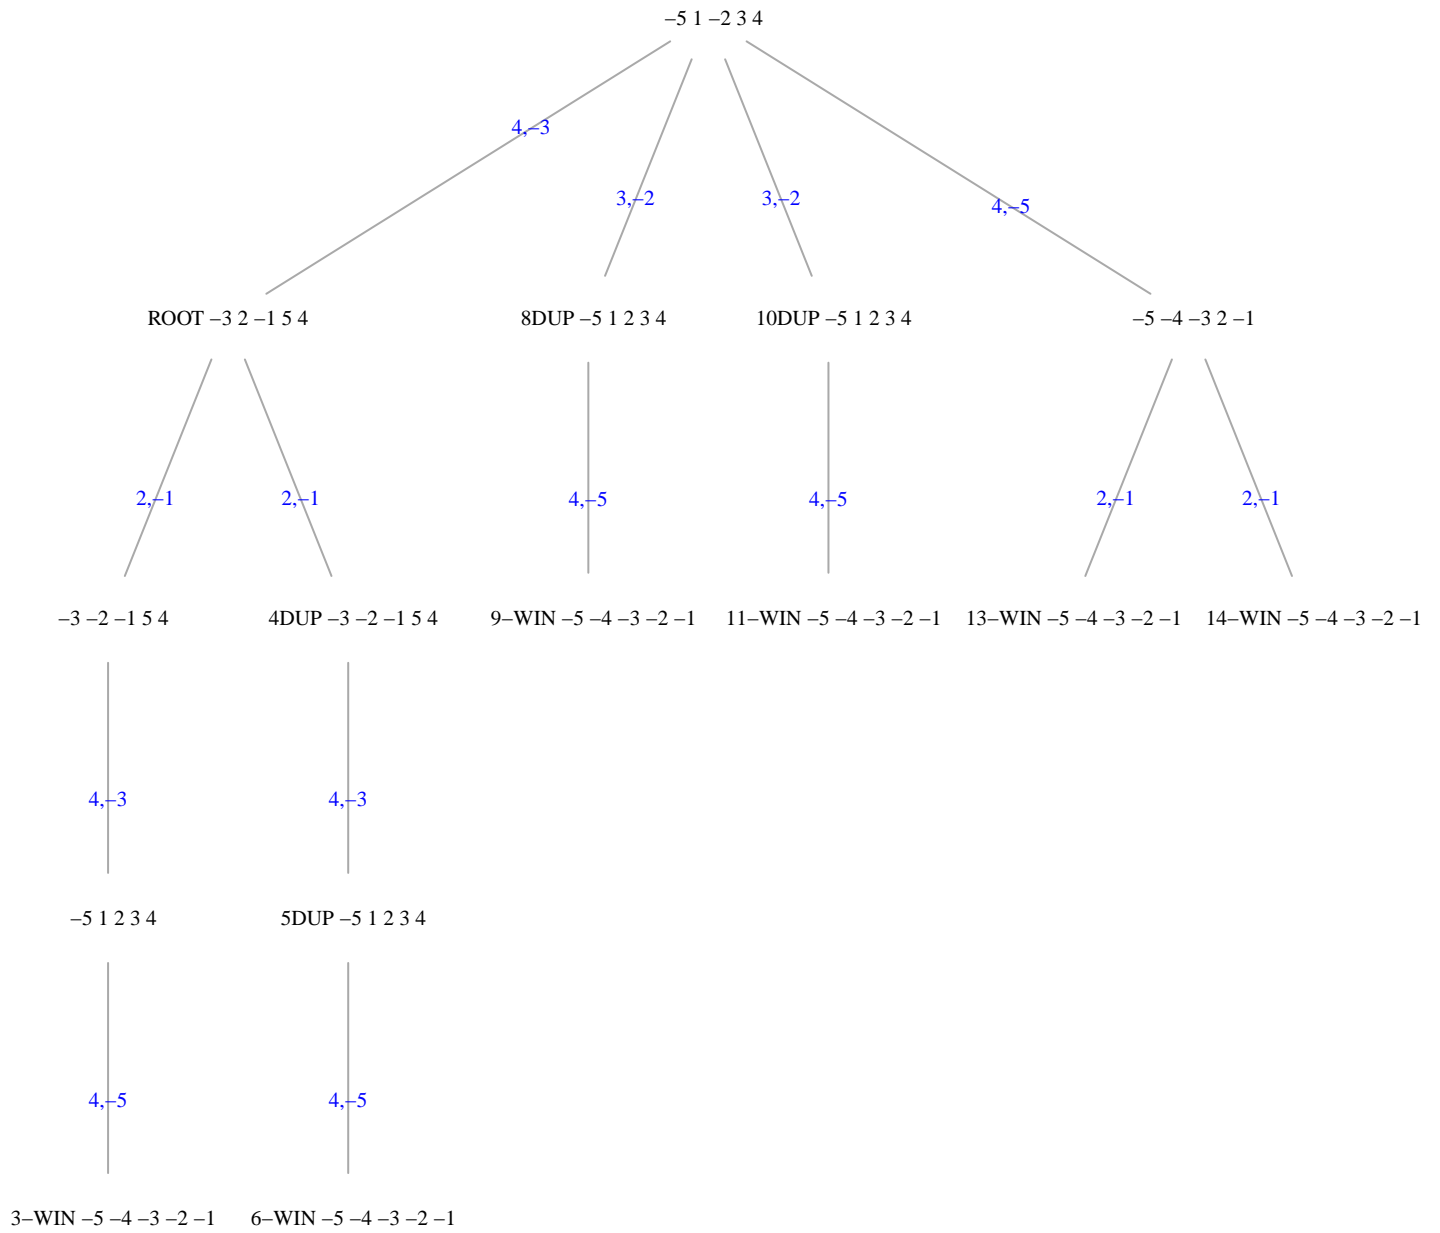 −5 1 −2 3 4
4,−3
3,−2
3,−2
4,−5
ROOT −3 2 −1 5 4
8DUP −5 1 2 3 4
10DUP −5 1 2 3 4
−5 −4 −3 2 −1
2,−1
2,−1
4,−5
4,−5
2,−1
2,−1
−3 −2 −1 5 4
4DUP −3 −2 −1 5 4
9−WIN −5 −4 −3 −2 −1
11−WIN −5 −4 −3 −2 −1
13−WIN −5 −4 −3 −2 −1
14−WIN −5 −4 −3 −2 −1
4,−3
4,−3
−5 1 2 3 4
5DUP −5 1 2 3 4
4,−5
4,−5
3−WIN −5 −4 −3 −2 −1
6−WIN −5 −4 −3 −2 −1